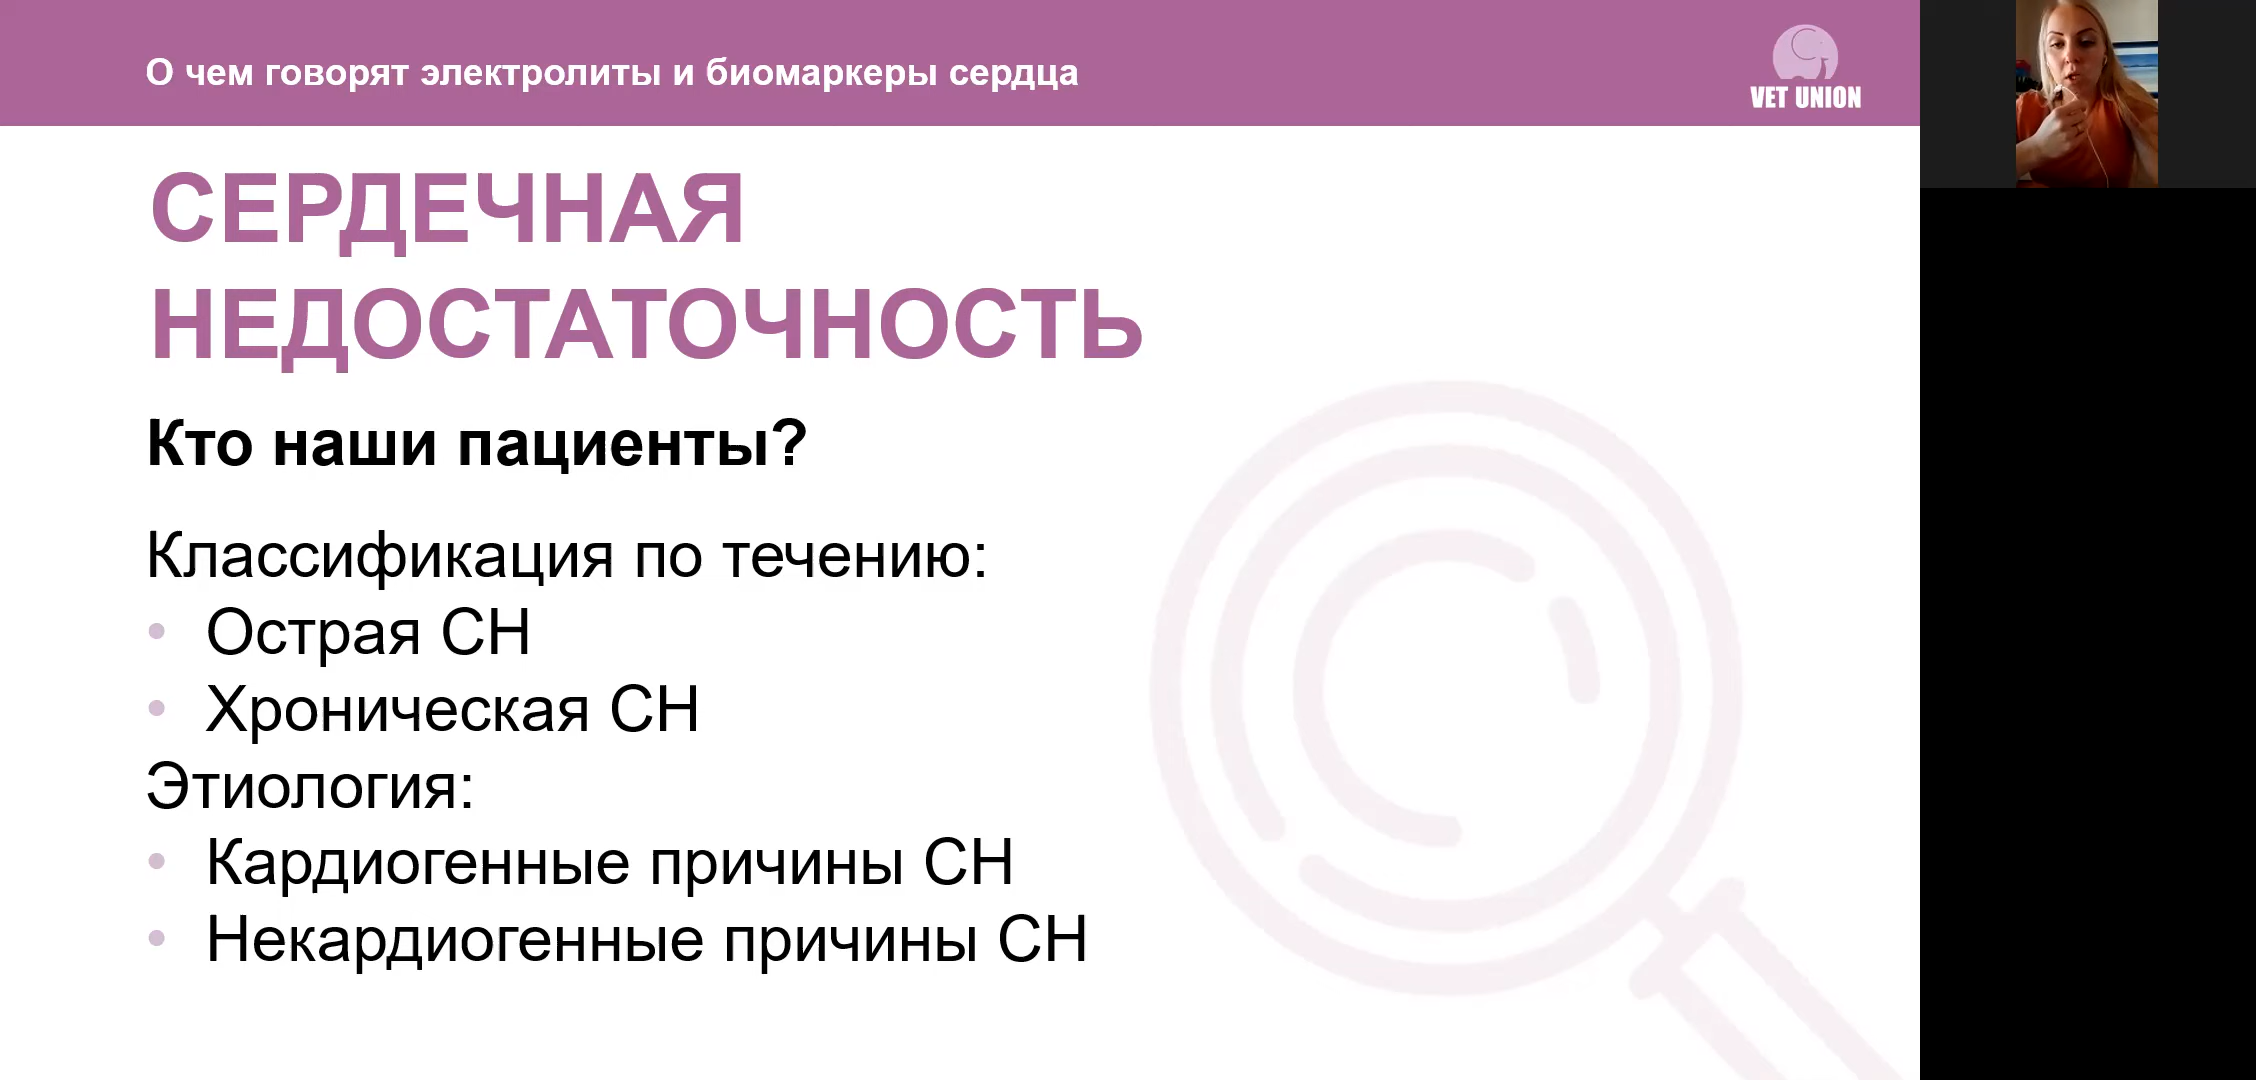 О чем говорят электролиты и биомаркеры сердца
VET UNION
СЕРДЕЧНАЯ
НЕДОСТАТОЧНОСТЬ
Кто наши пациенты?
Классификация по течению:
• Острая СН
• Хроническая СН
Этиология:
• Кардиогенные причины СН
• Некардиогенные причины СН